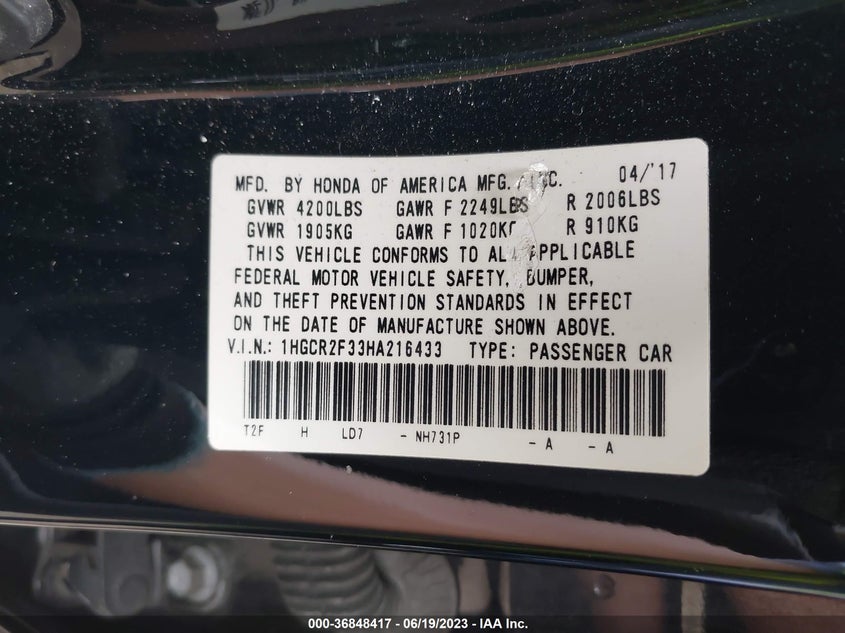 MFD. BY HONDA OF AMERICA MFG. 04/'17
GVWR 4200LBS GAWR F 2249LBS R 2006LBS
GVWR 1905KG GAWR F 1020KG R 910KG
THIS VEHICLE CONFORMS TO ALL APPLICABLE
FEDERAL MOTOR VEHICLE SAFETY, BUMPER,
AND THEFT PREVENTION STANDARDS IN EFFECT
ON THE DATE OF MANUFACTURE SHOWN ABOVE.
V.I.N.: 1HGCR2F33HA216433 TYPE: PASSENGER CAR
T2F H LD7 - NH731P - A - A
000-36848417 - 06/19/2023 - IAA Inc.